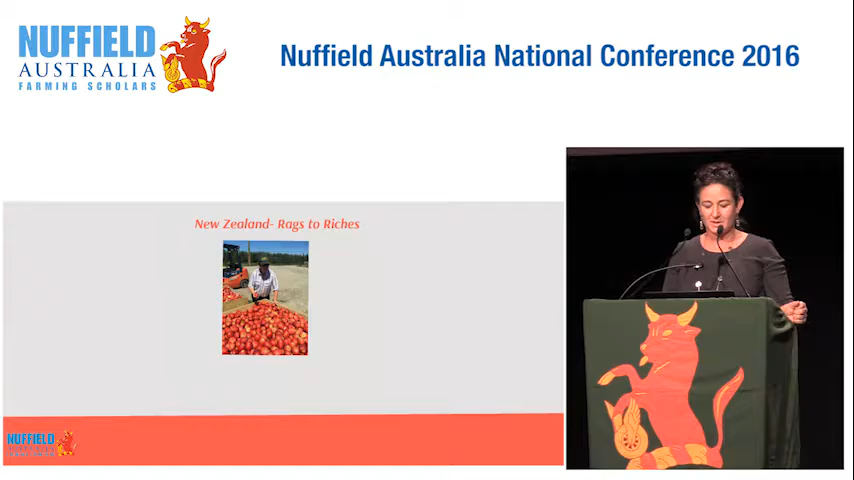 NUFFIELD
AUSTRALIA
FARMING SCHOLARS
Nuffield Australia National Conference 2016
New Zealand- Rags to Riches
NUFFIELD